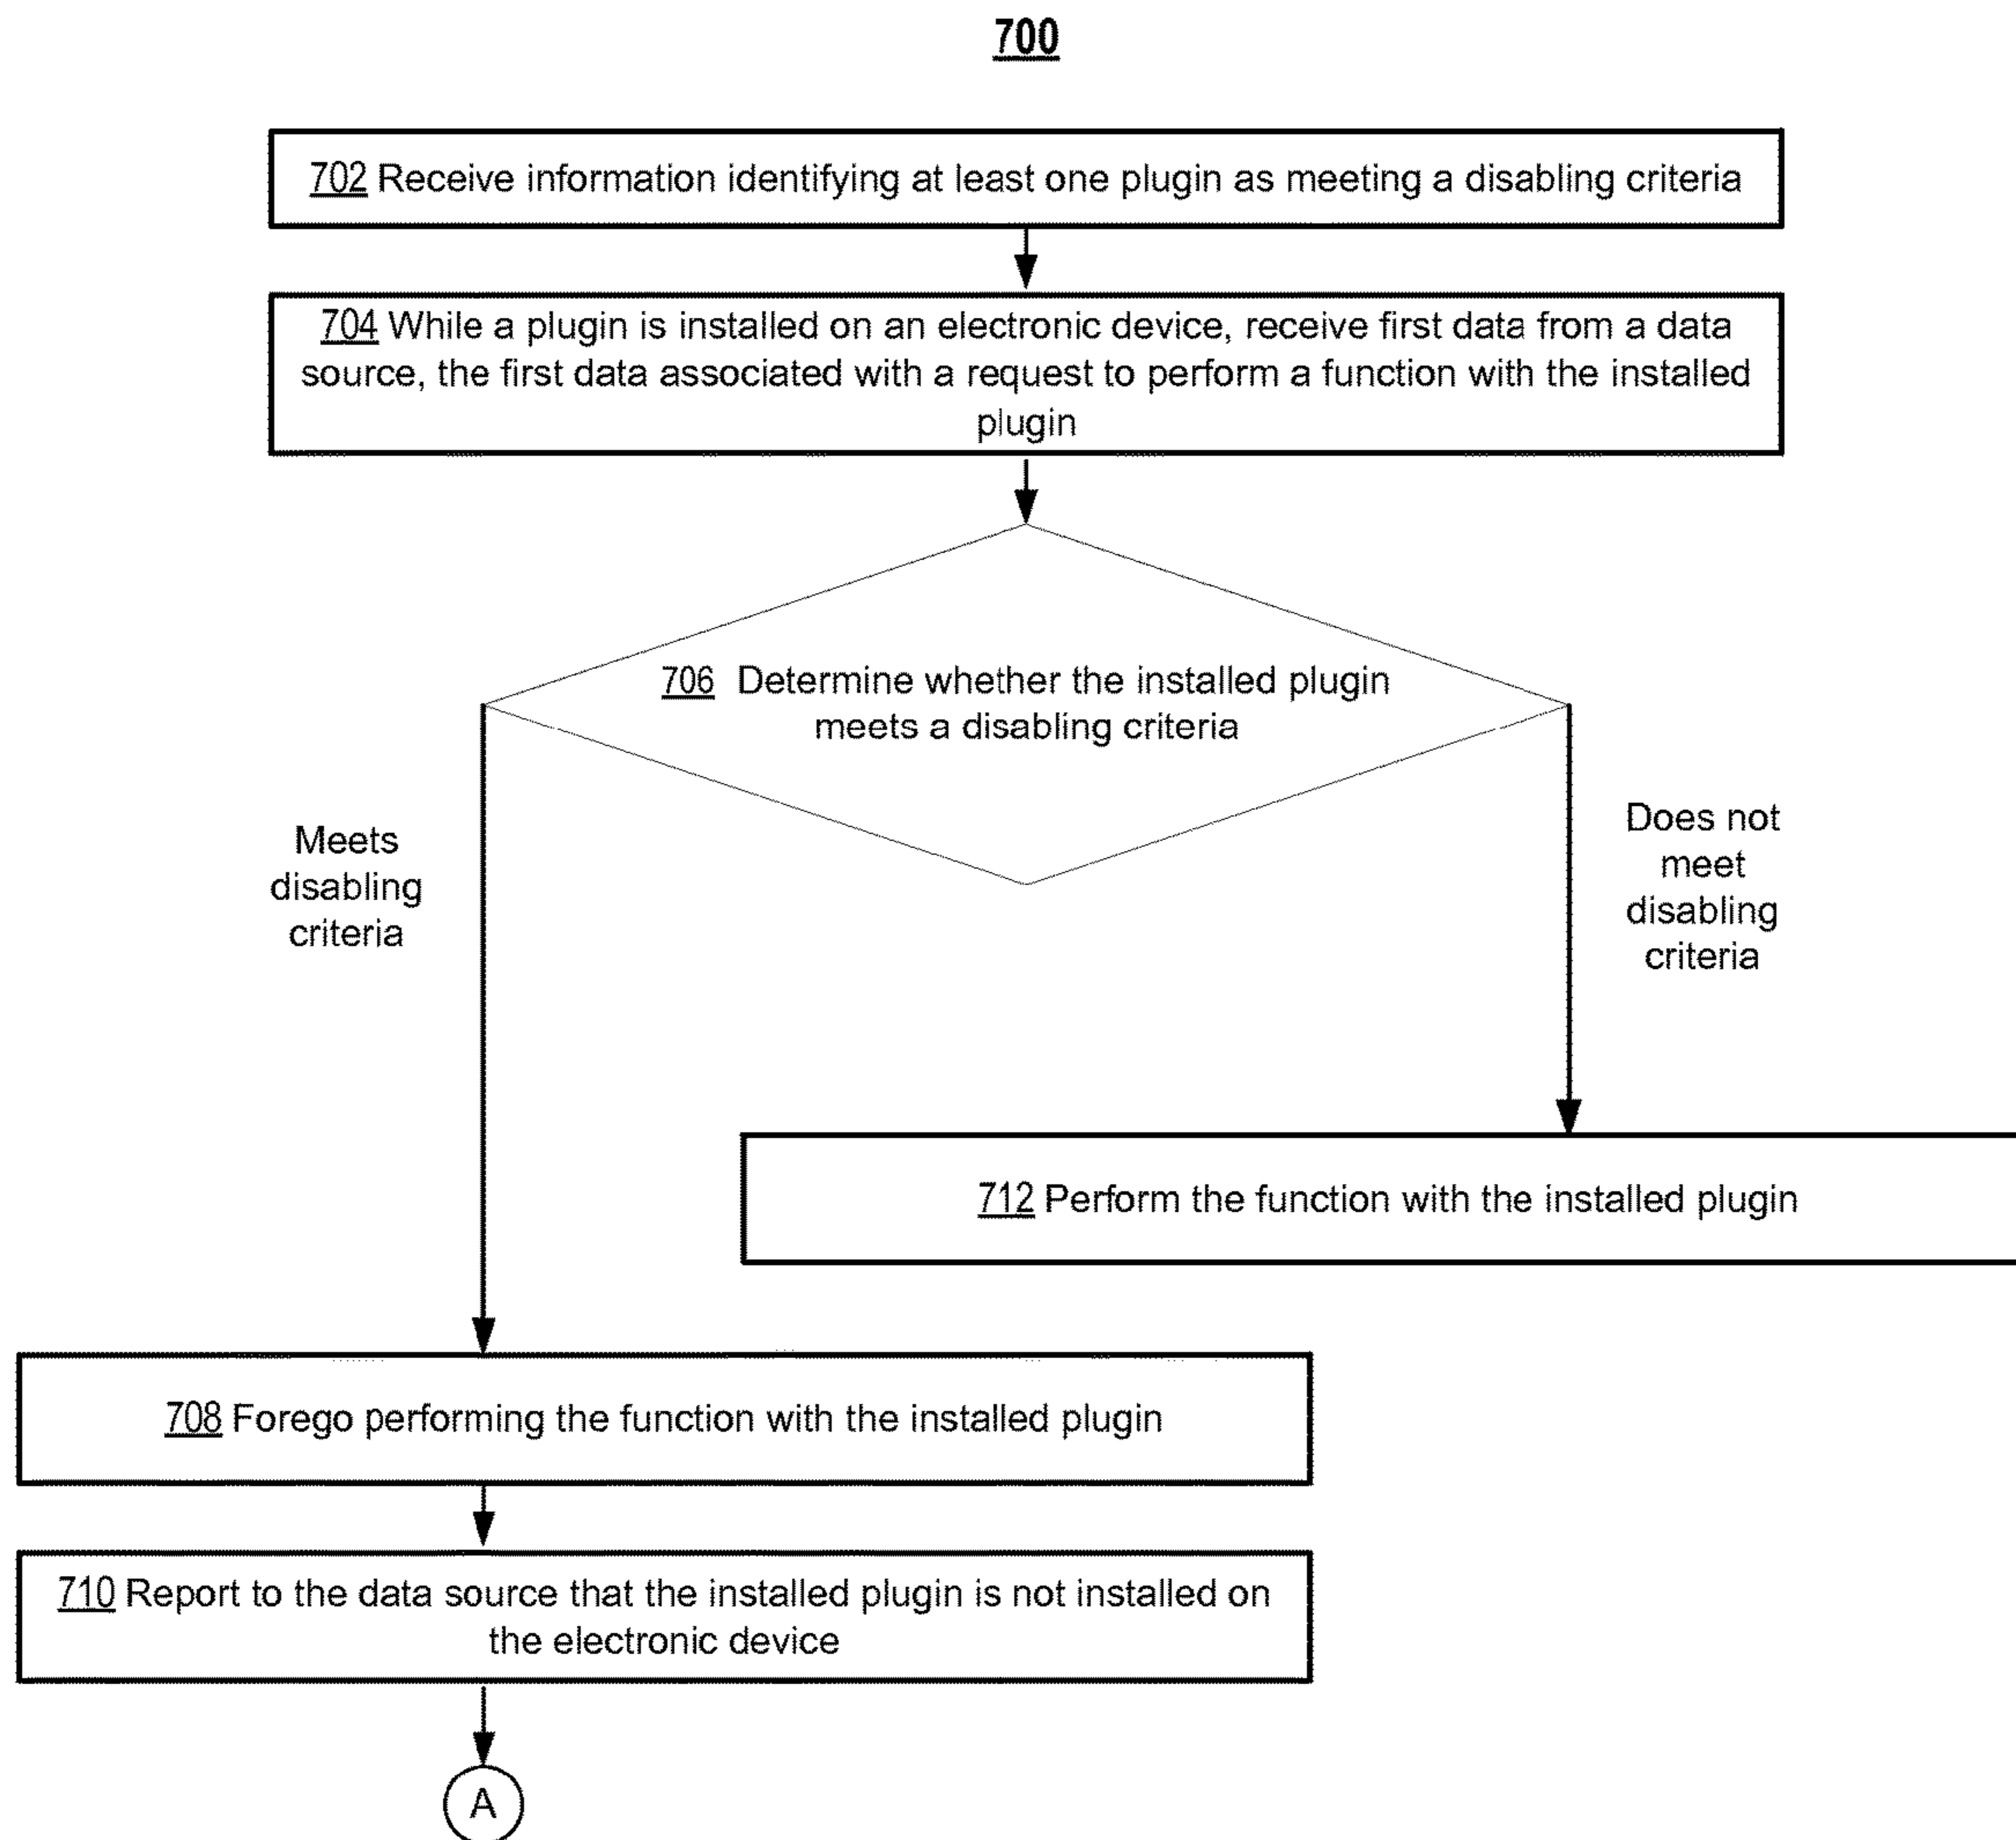 700
702 Receive information identifying at least one plugin as meeting a disabling criteria
704 While a plugin is installed on an electronic device, receive first data from a data
source, the first data associated with a request to perform a function with the installed
plugin
706 Determine whether the installed plugin
meets a disabling criteria
Meets
disabling
criteria
Does not
meet
disabling
criteria
712 Perform the function with the installed plugin
708 Forego performing the function with the installed plugin
710 Report to the data source that the installed plugin is not installed on
the electronic device
A